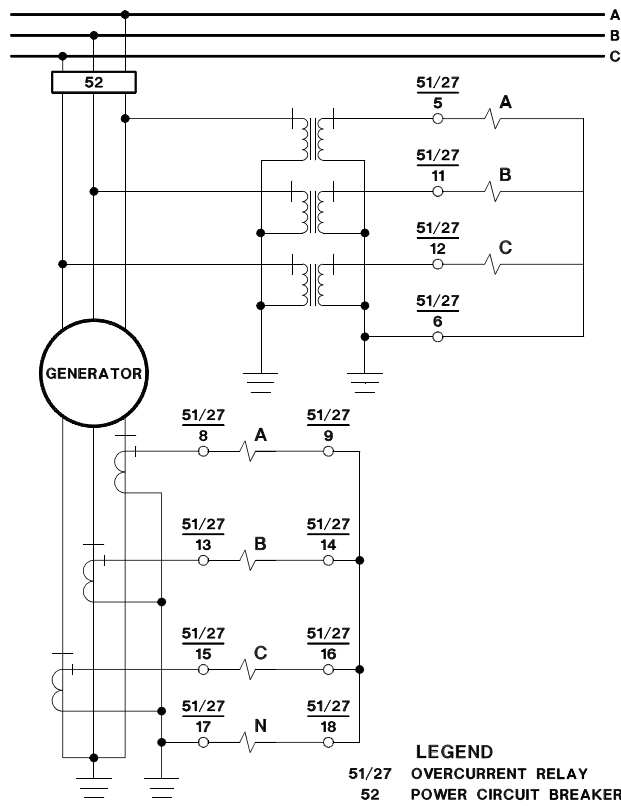 A
B
C
52
51/27
5
A
51/27
11
B
51/27
12
C
51/27
6
GENERATOR
51/27
8
A
51/27
9
51/27
13
B
51/27
14
51/27
15
C
51/27
16
51/27
17
N
51/27
18
LEGEND
51/27 OVERCURRENT RELAY
52 POWER CIRCUIT BREAKER